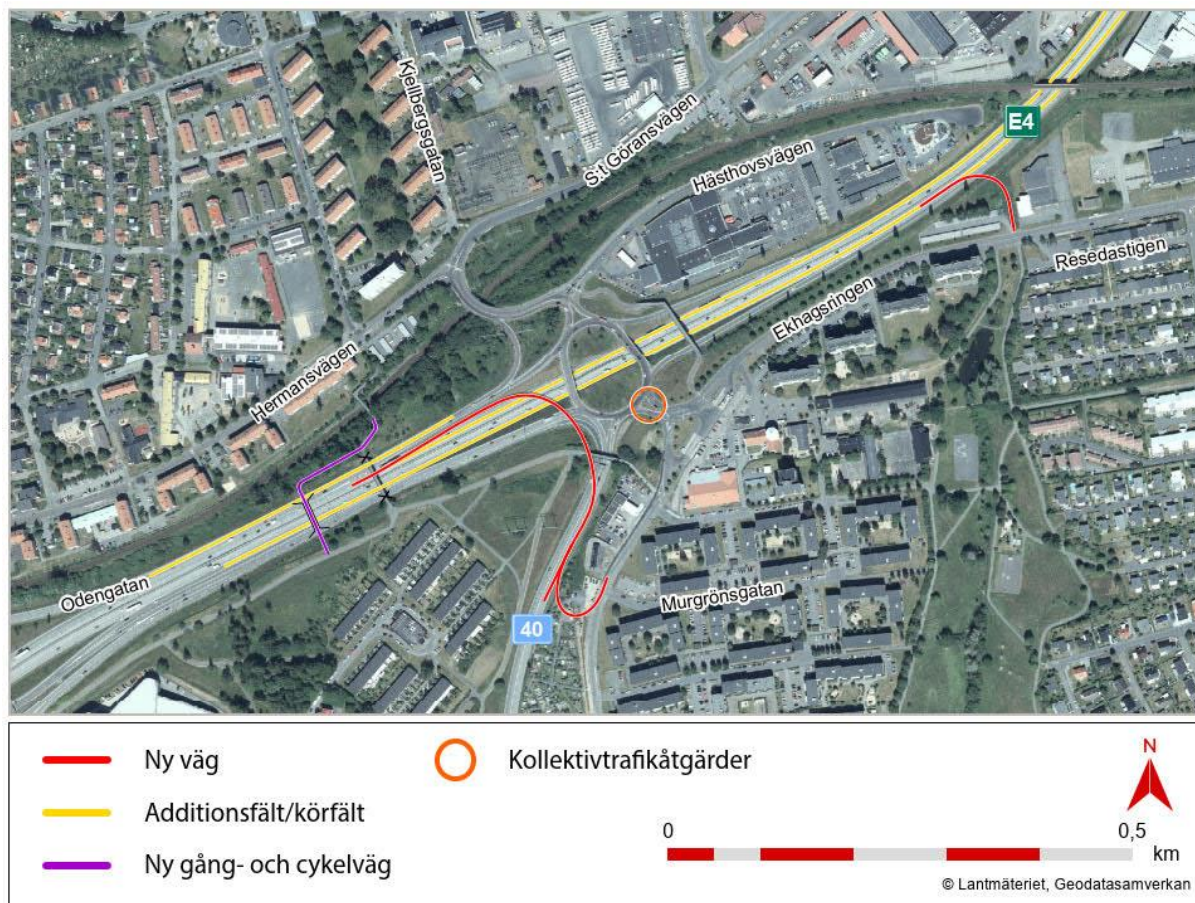 Kjellbergsgatan
S:t Göransvägen
Hästhovsvägen
E4
Resedastigen
Ekhagsringen
Hermansvägen
Odengatan
Murgrönsgatan
40
Ny väg
Kollektivtrafikåtgärder
N
Additionsfält/körfält
0
0,5
Ny gång- och cykelväg
km
© Lantmäteriet, Geodatasamverkan